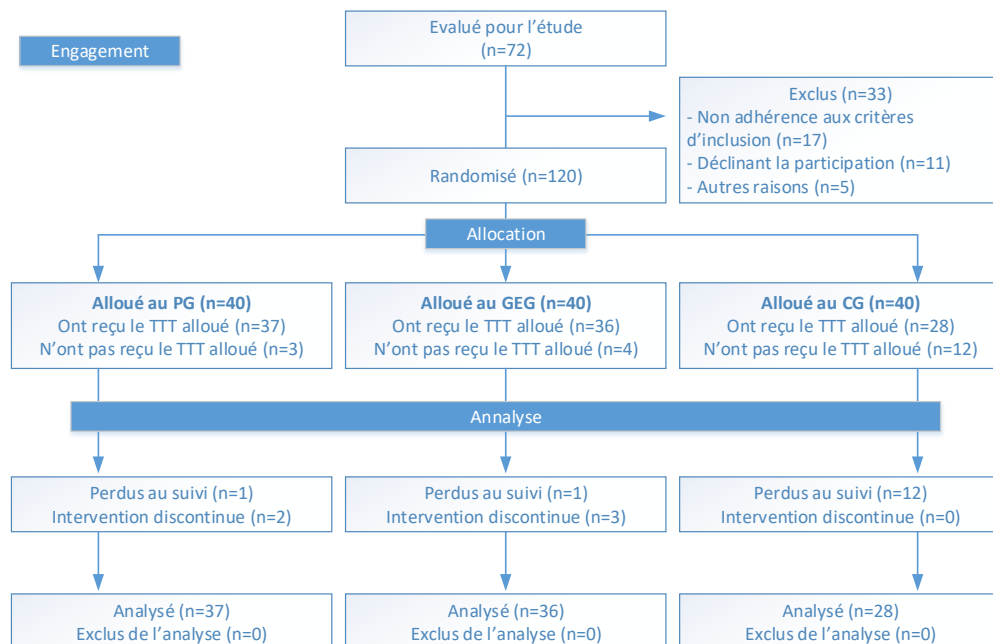 Engagement
Evalué pour l'étude
(n=72)
Exclus (n=33)
- Non adhérence aux critères
d'inclusion (n=17)
- Déclinant la participation (n=11)
- Autres raisons (n=5)
Randomisé (n=120)
Allocation
Alloué au PG (n=40)
Ont reçu le TTT alloué (n=37)
N'ont pas reçu le TTT alloué (n=3)
Alloué au GEG (n=40)
Ont reçu le TTT alloué (n=36)
N'ont pas reçu le TTT alloué (n=4)
Alloué au CG (n=40)
Ont reçu le TTT alloué (n=28)
N'ont pas reçu le TTT alloué (n=12)
Annalyse
Perdus au suivi (n=1)
Intervention discontinue (n=2)
Perdus au suivi (n=1)
Intervention discontinue (n=3)
Perdus au suivi (n=12)
Intervention discontinue (n=0)
Analysé (n=37)
Exclus de l'analyse (n=0)
Analysé (n=36)
Exclus de l'analyse (n=0)
Analysé (n=28)
Exclus de l'analyse (n=0)